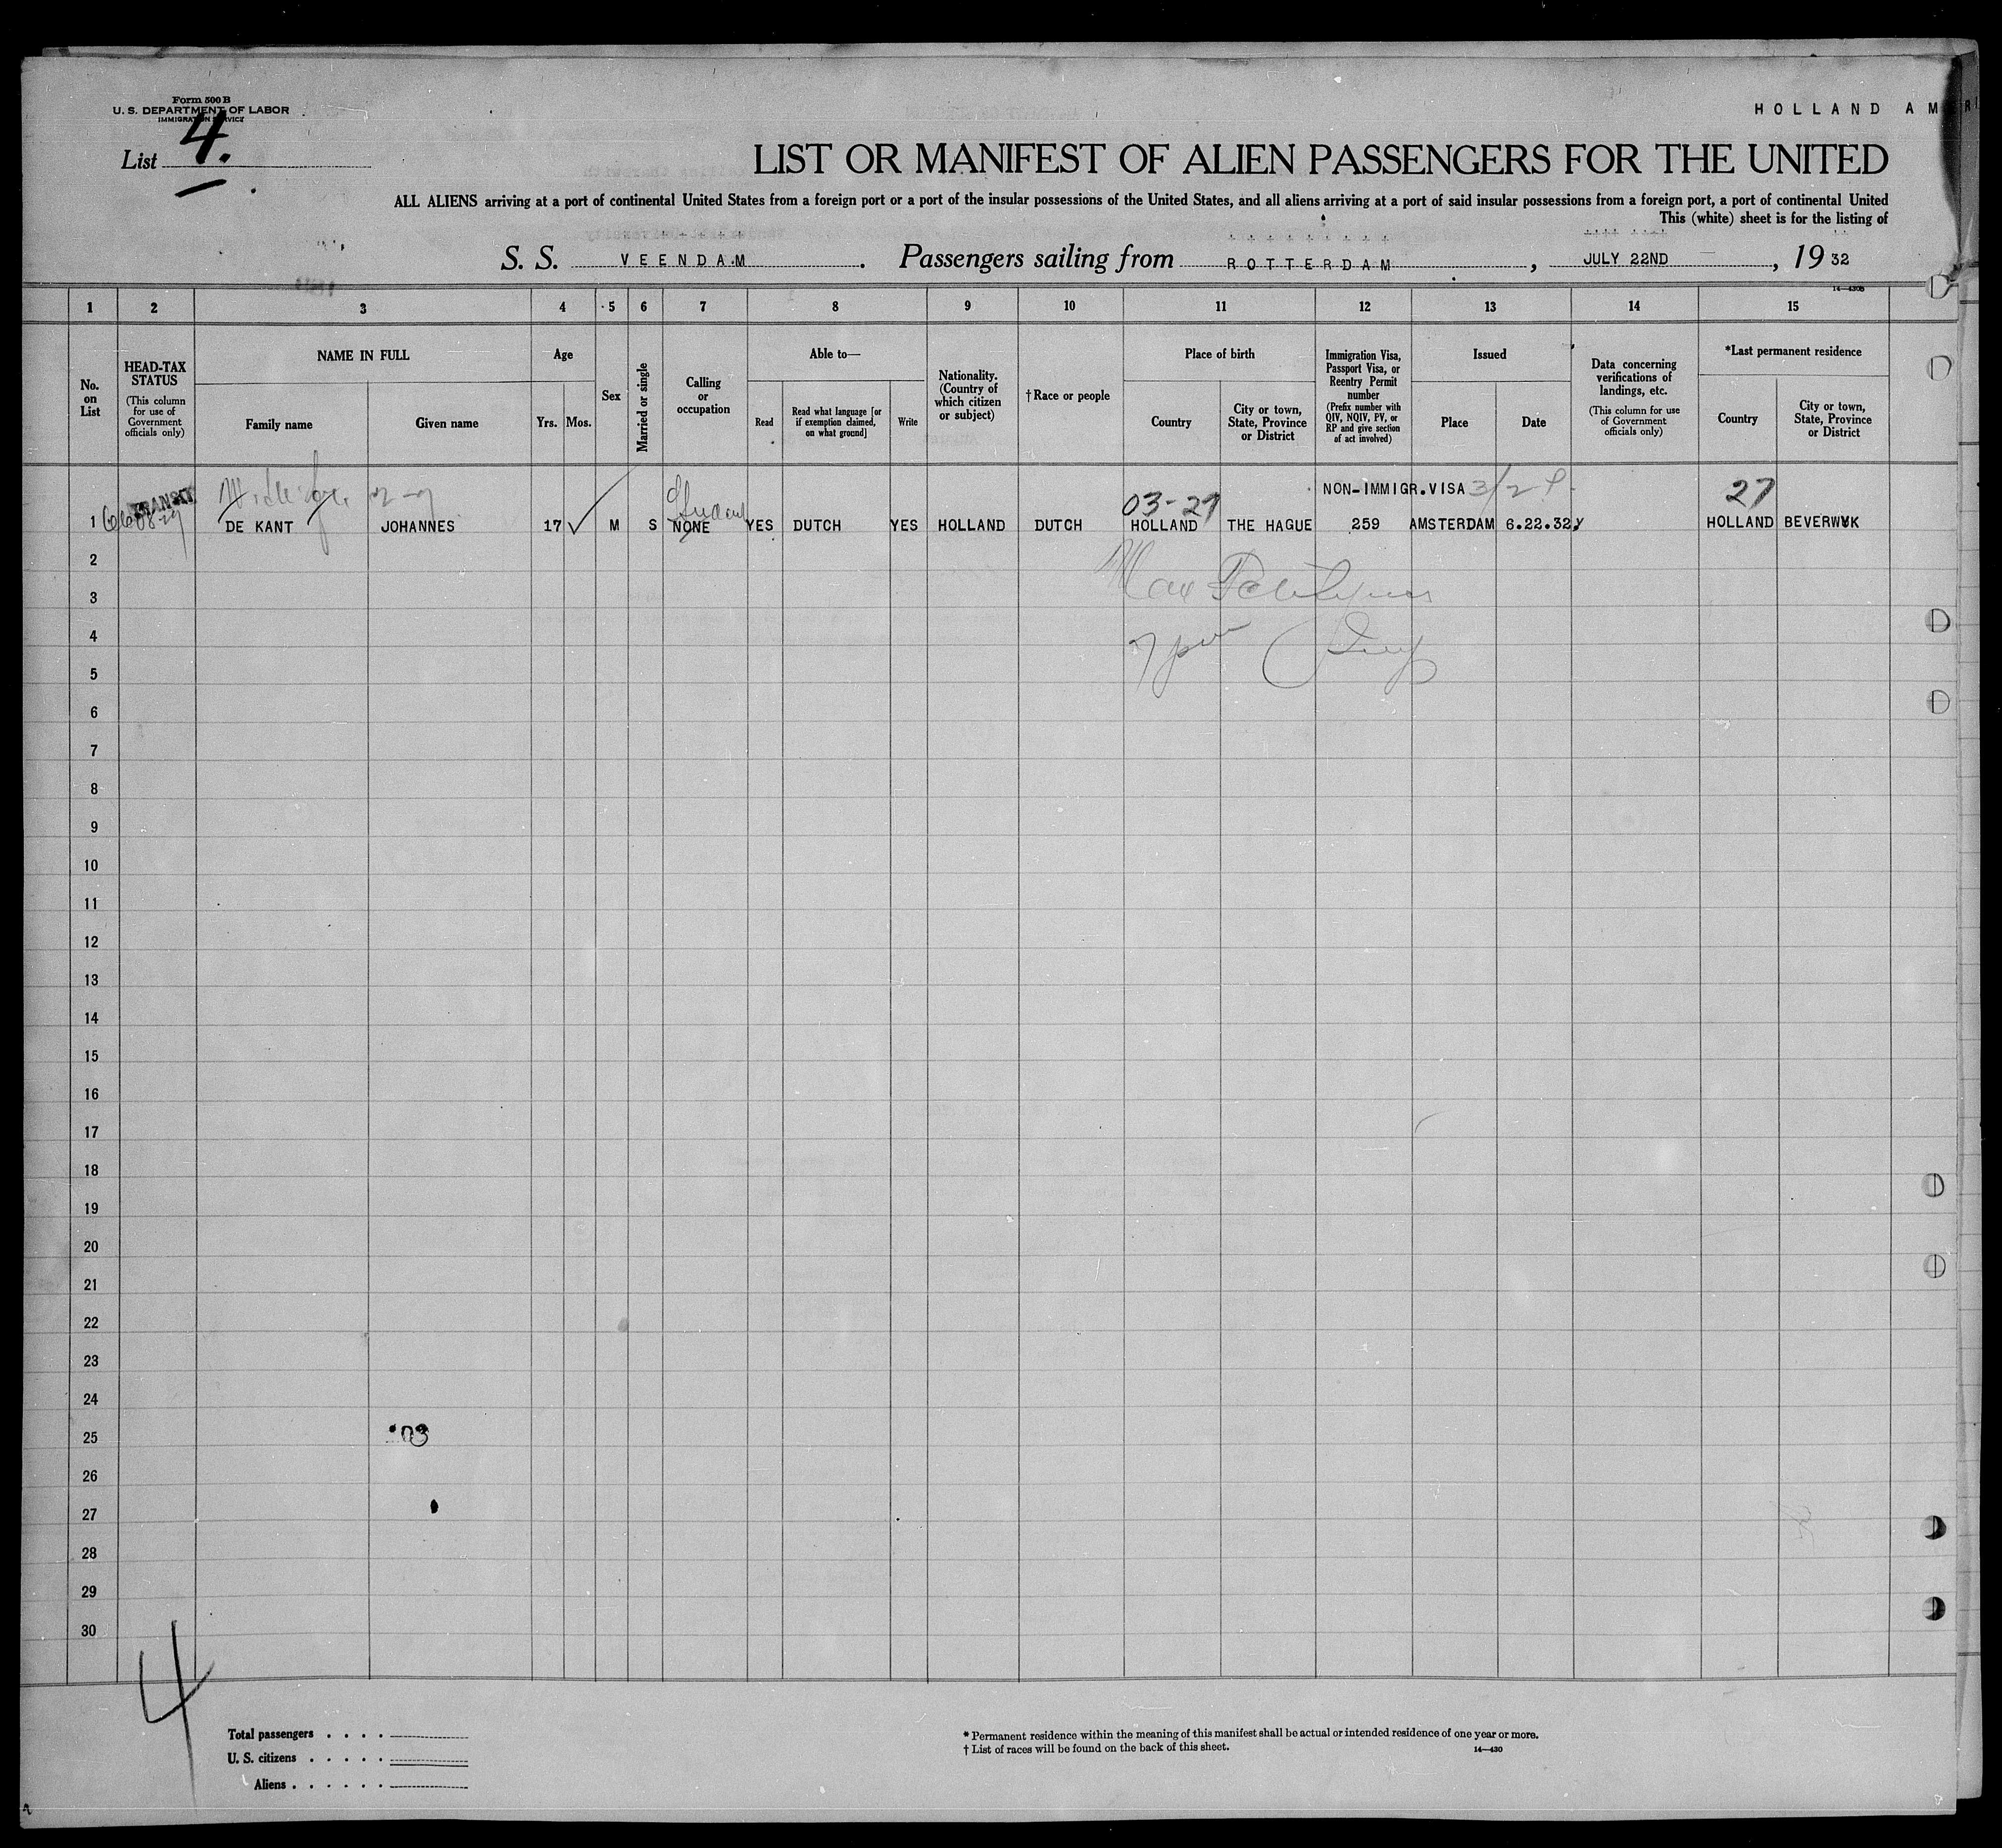 Form 500 B
U. S. DEPARTMENT OF LABOR
IMMIGRATION SERVICE
HOLLAND AMERI
List 4.
LIST OR MANIFEST OF ALIEN PASSENGERS FOR THE UNITED
ALL ALIENS arriving at a port of continental United States from a foreign port or a port of the insular possessions of the United States, and all aliens arriving at a port of said insular possessions from a foreign port, a port of continental United
This (white) sheet is for the listing of
S. S. VEENDAM. Passengers sailing from ROTTERDAM, JULY 22ND, 1932
14—430B
1 2 3 4 5 6 7 8 9 10 11 12 13 14 15
No. on List
HEAD-TAX STATUS
(This column for use of Government officials only)
NAME IN FULL
Family name
Given name
Age
Yrs. Mos.
Sex
Married or single
Calling or occupation
Able to—
Read
Read what language [or if exemption claimed, on what ground]
Write
Nationality. (Country of which citizen or subject)
†Race or people
Place of birth
Country
City or town, State, Province or District
Immigration Visa, Passport Visa, or Reentry Permit number
(Prefix number with QIV, NQIV, PV, or RP and give section of act involved)
Issued
Place
Date
Data concerning verifications of landings, etc.
(This column for use of Government officials only)
*Last permanent residence
Country
City or town, State, Province or District
TRANSIT Student 03-27 NON-IMMIGR.VISA 3/2 27
1 DE KANT JOHANNES 17 ✓ M S NONE YES DUTCH YES HOLLAND DUTCH HOLLAND THE HAGUE 259 AMSTERDAM 6.22.32 HOLLAND BEVERWYK
2
3
4
5
6
7
8
9
10
11
12
13
14
15
16
17
18
19
20
21
22
23
24
25 03
26
27
28
29
30
4
Total passengers . . . .
U. S. citizens . . . . .
Aliens . . . . . .
* Permanent residence within the meaning of this manifest shall be actual or intended residence of one year or more.
† List of races will be found on the back of this sheet.
14—430